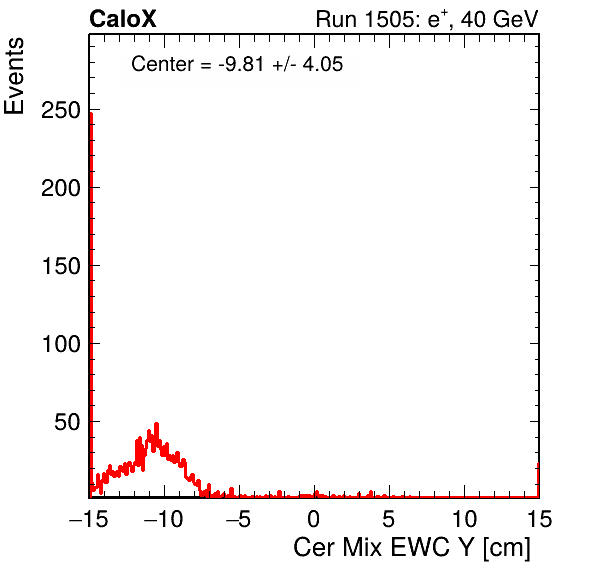 CaloX Run 1505: e⁺, 40 GeV
Center = -9.81 +/- 4.05
Events
250
200
150
100
50
−15 −10 −5 0 5 10 15
Cer Mix EWC Y [cm]